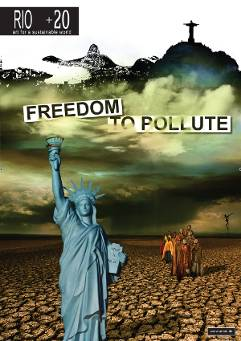 RIO +20
art for a sustainable world
FREEDOM
TO POLLUTE